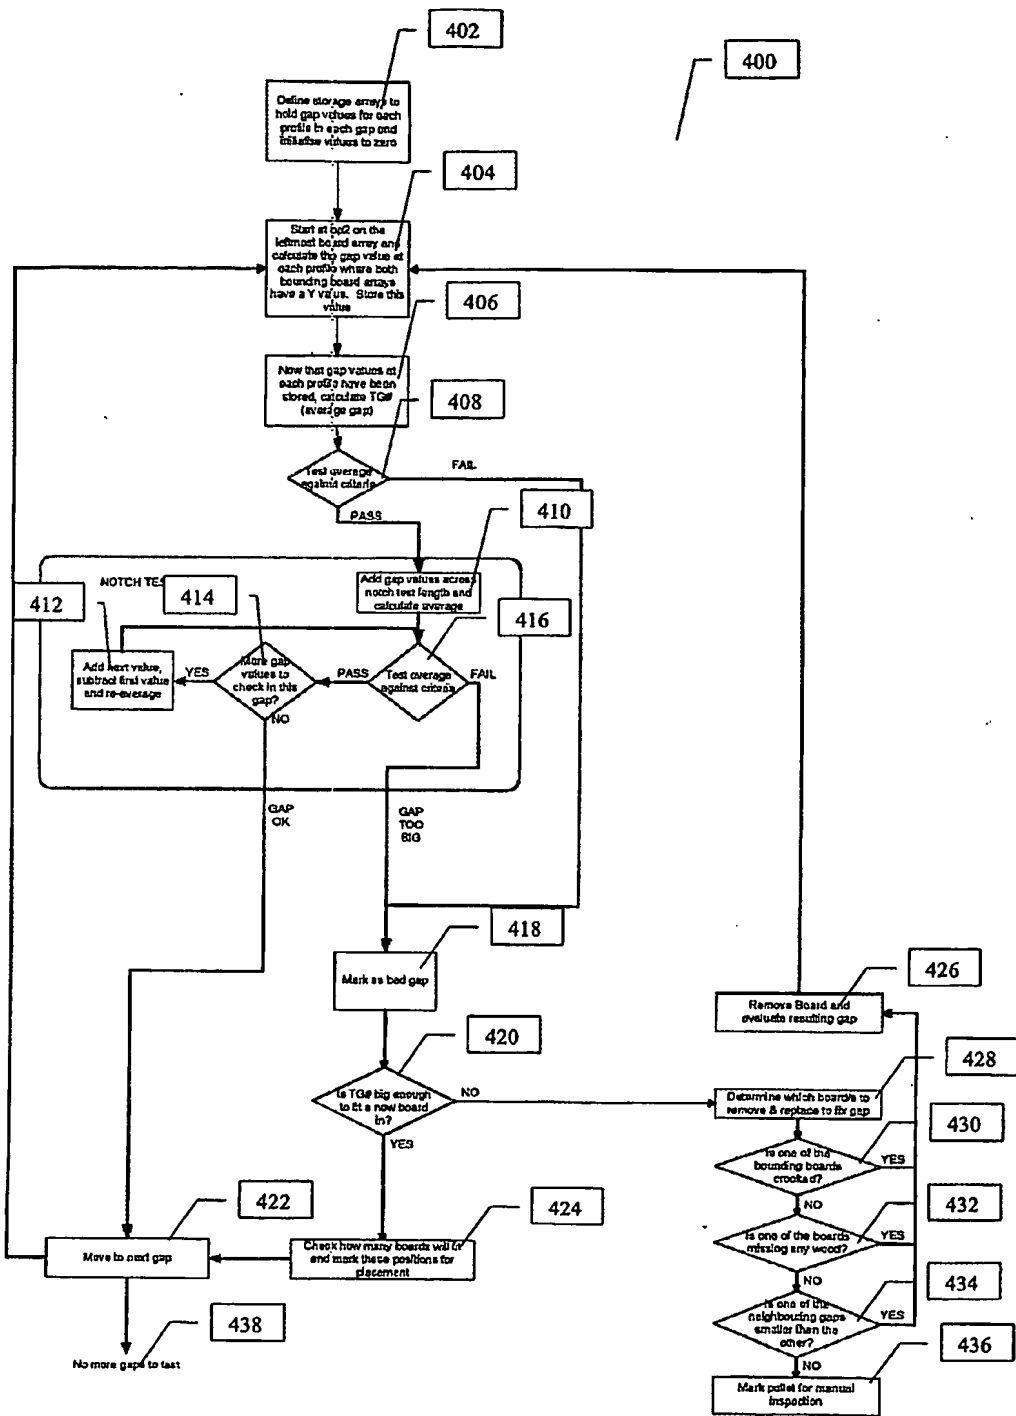 402
400
Define storage arrays to
hold gap values for each
profile in each gap and
initialise values to zero
404
Start at op2 on the
leftmost board array and
calculate the gap value at
each profile where both
bounding board arrays
have a Y value. Store this
value
406
Now that gap values at
each profile have been
stored, calculate TG#
(average gap)
408
Test average
against criteria
FAIL
PASS
410
Add gap values across
notch test length and
calculate average
NOTCH TES
412
414
416
Add next value,
subtract first value
and re-average
YES
More gap
values to
check in this
gap?
PASS
Test average
against criteria
FAIL
NO
GAP
OK
GAP
TOO
BIG
418
Mark as bad gap
426
Remove Board and
evaluate resulting gap
420
Is TG# big enough
to fit a new board
in?
NO
YES
428
Determine which board/s to
remove & replace to fix gap
430
Is one of the
bounding boards
crooked?
YES
NO
432
Is one of the boards
missing any wood?
YES
NO
434
Is one of the
neighbouring gaps
smaller than the
other?
YES
NO
436
Mark pallet for manual
inspection
422
Move to next gap
424
Check how many boards will fit
and mark these positions for
placement
438
No more gaps to test